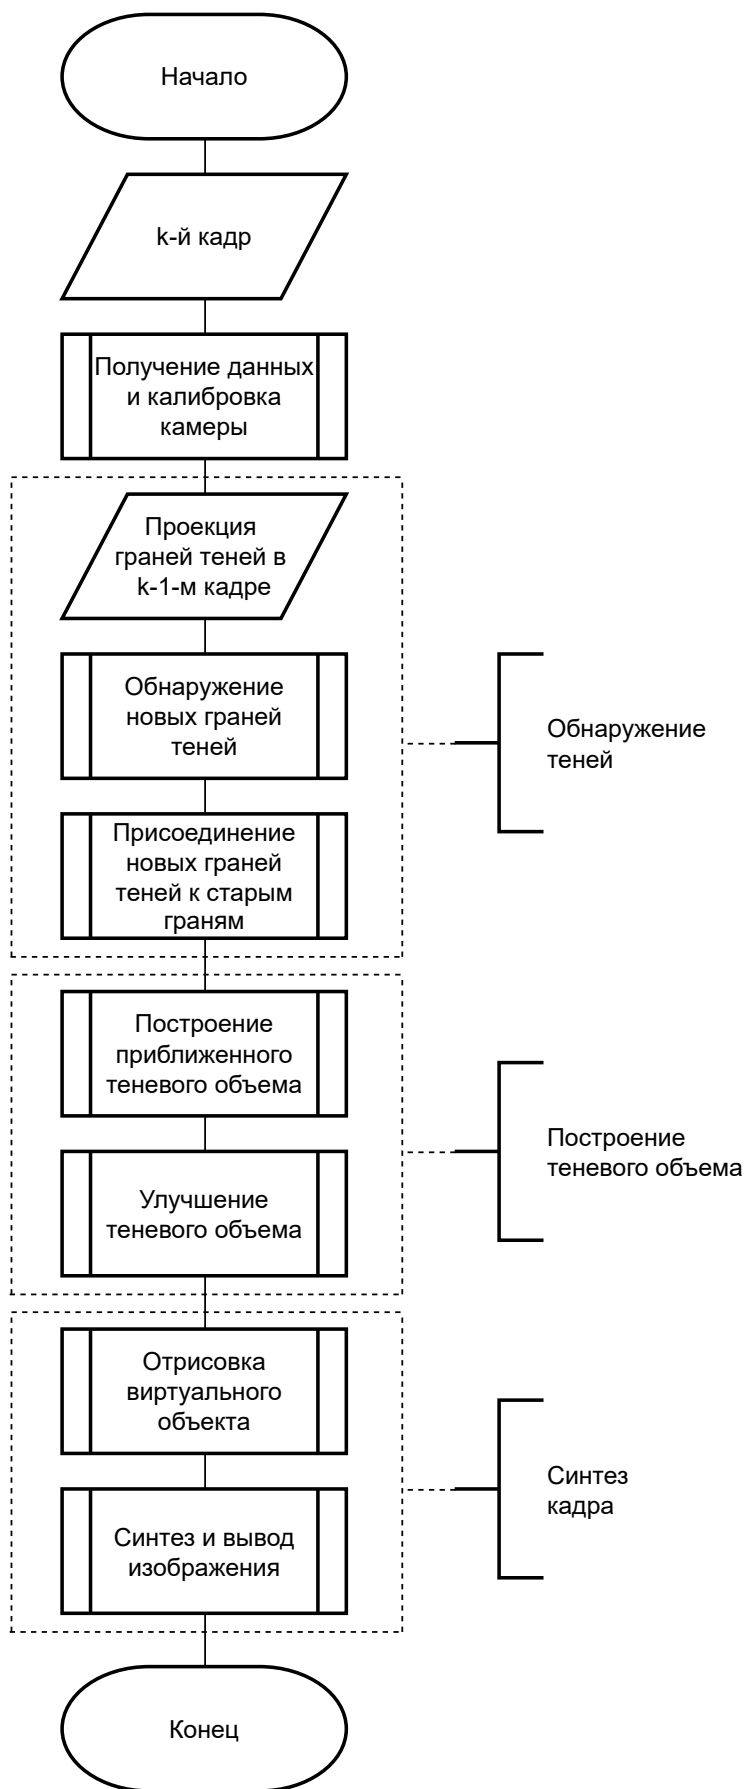 Начало
k-й кадр
Получение данных
и калибровка
камеры
Проекция
граней теней в
k-1-м кадре
Обнаружение
новых граней
теней
Обнаружение
теней
Присоединение
новых граней
теней к старым
граням
Построение
приближенного
теневого объема
Построение
теневого объема
Улучшение
теневого объема
Отрисовка
виртуального
объекта
Синтез
кадра
Синтез и вывод
изображения
Конец